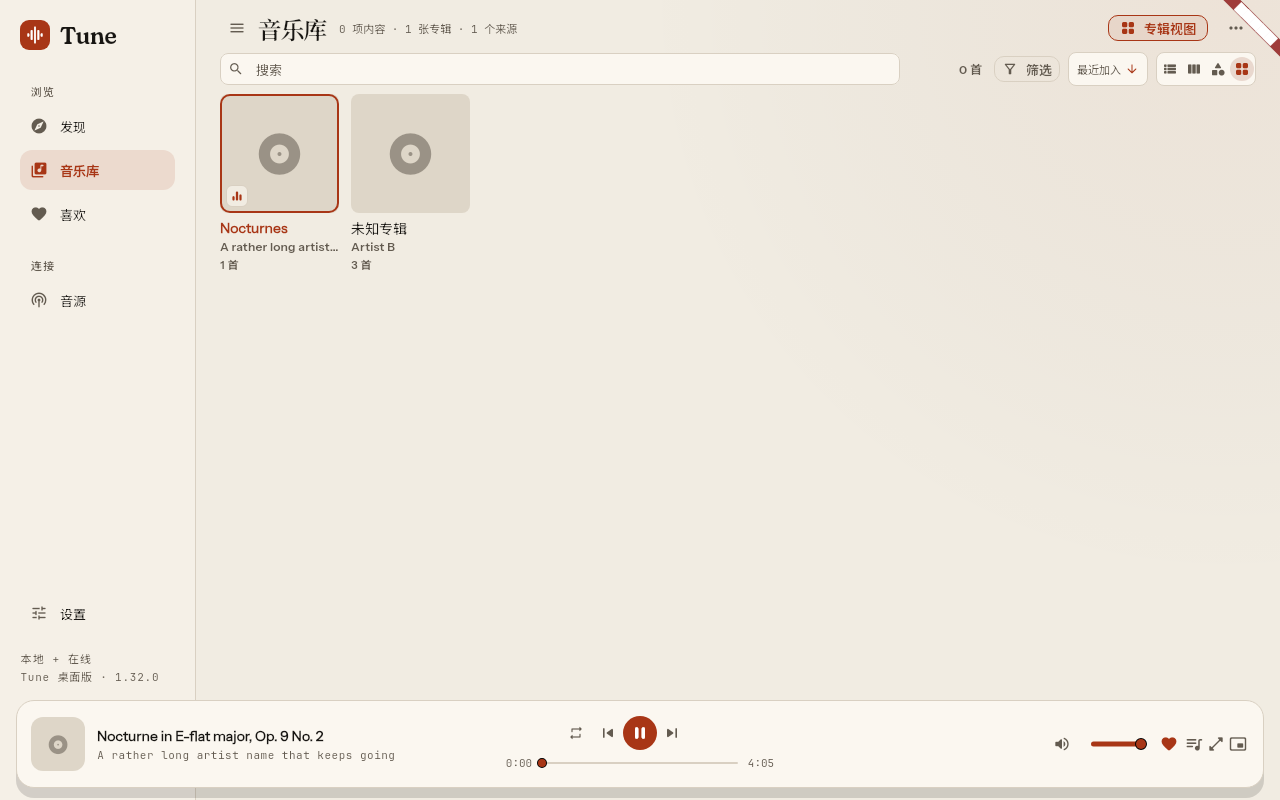 Tune
浏览
发现
音乐库
喜欢
连接
音源
设置
本地 + 在线
Tune 桌面版 · 1.32.0
音乐库
0 项内容 · 1 张专辑 · 1 个来源
专辑视图
搜索
0 首
筛选
最近加入
Nocturnes
A rather long artist...
1 首
未知专辑
Artist B
3 首
Nocturne in E-flat major, Op. 9 No. 2
A rather long artist name that keeps going
0:00
4:05